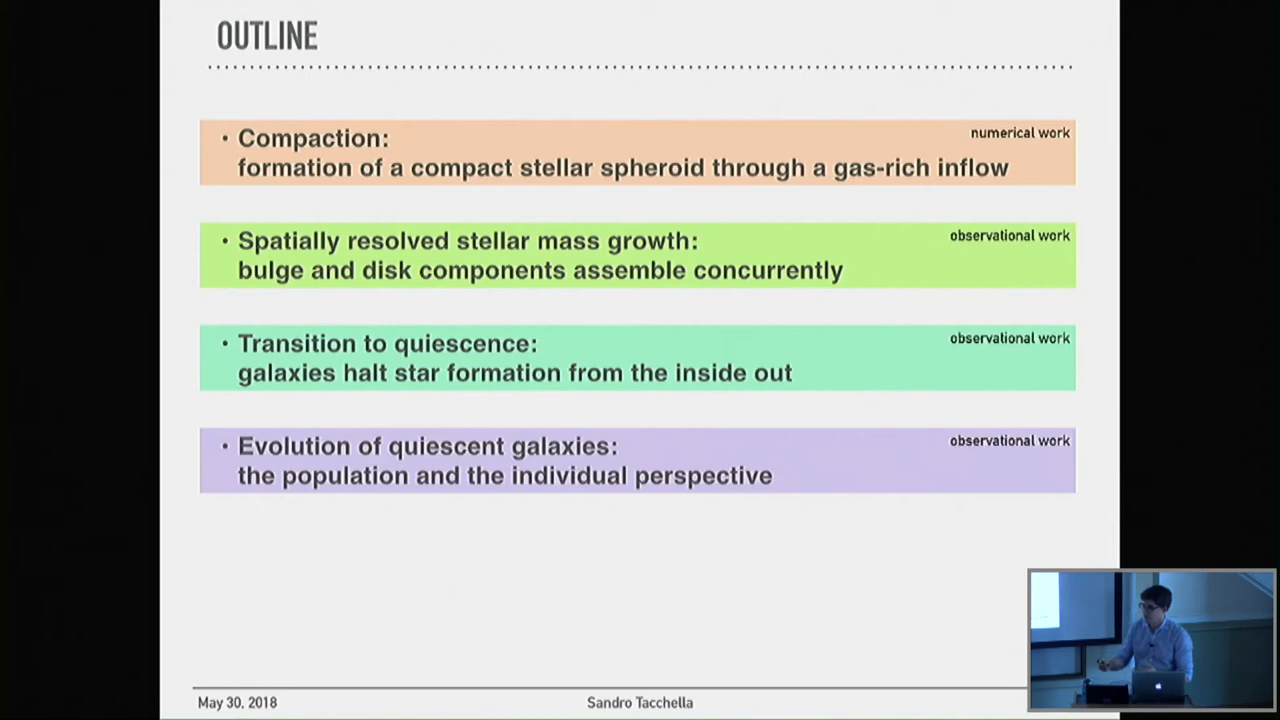 OUTLINE
• Compaction:
numerical work
formation of a compact stellar spheroid through a gas-rich inflow
• Spatially resolved stellar mass growth:
observational work
bulge and disk components assemble concurrently
• Transition to quiescence:
observational work
galaxies halt star formation from the inside out
• Evolution of quiescent galaxies:
observational work
the population and the individual perspective
May 30, 2018
Sandro Tacchella